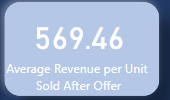 569.46
Average Revenue per Unit
Sold After Offer